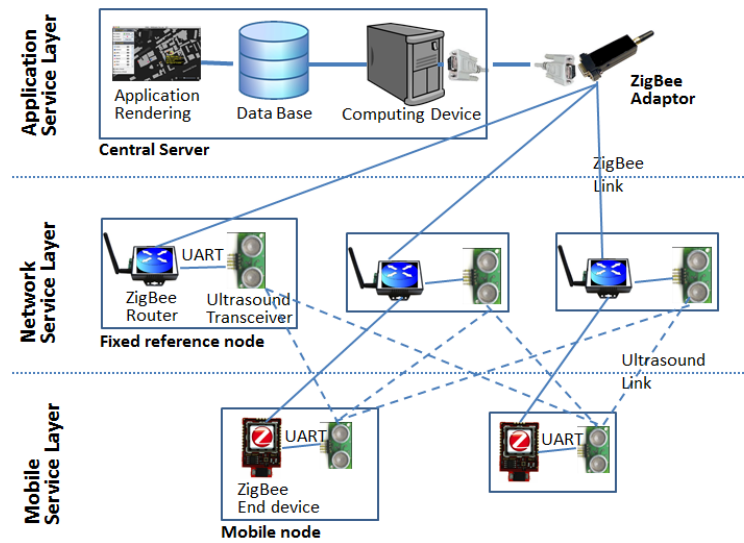 Application
Service Layer
Application
Rendering
Data Base
Computing Device
Central Server
ZigBee
Adaptor
ZigBee
Link
Network
Service Layer
UART
ZigBee
Router
Ultrasound
Transceiver
Fixed reference node
Ultrasound
Link
Mobile
Service Layer
UART
ZigBee
End device
Mobile node
UART